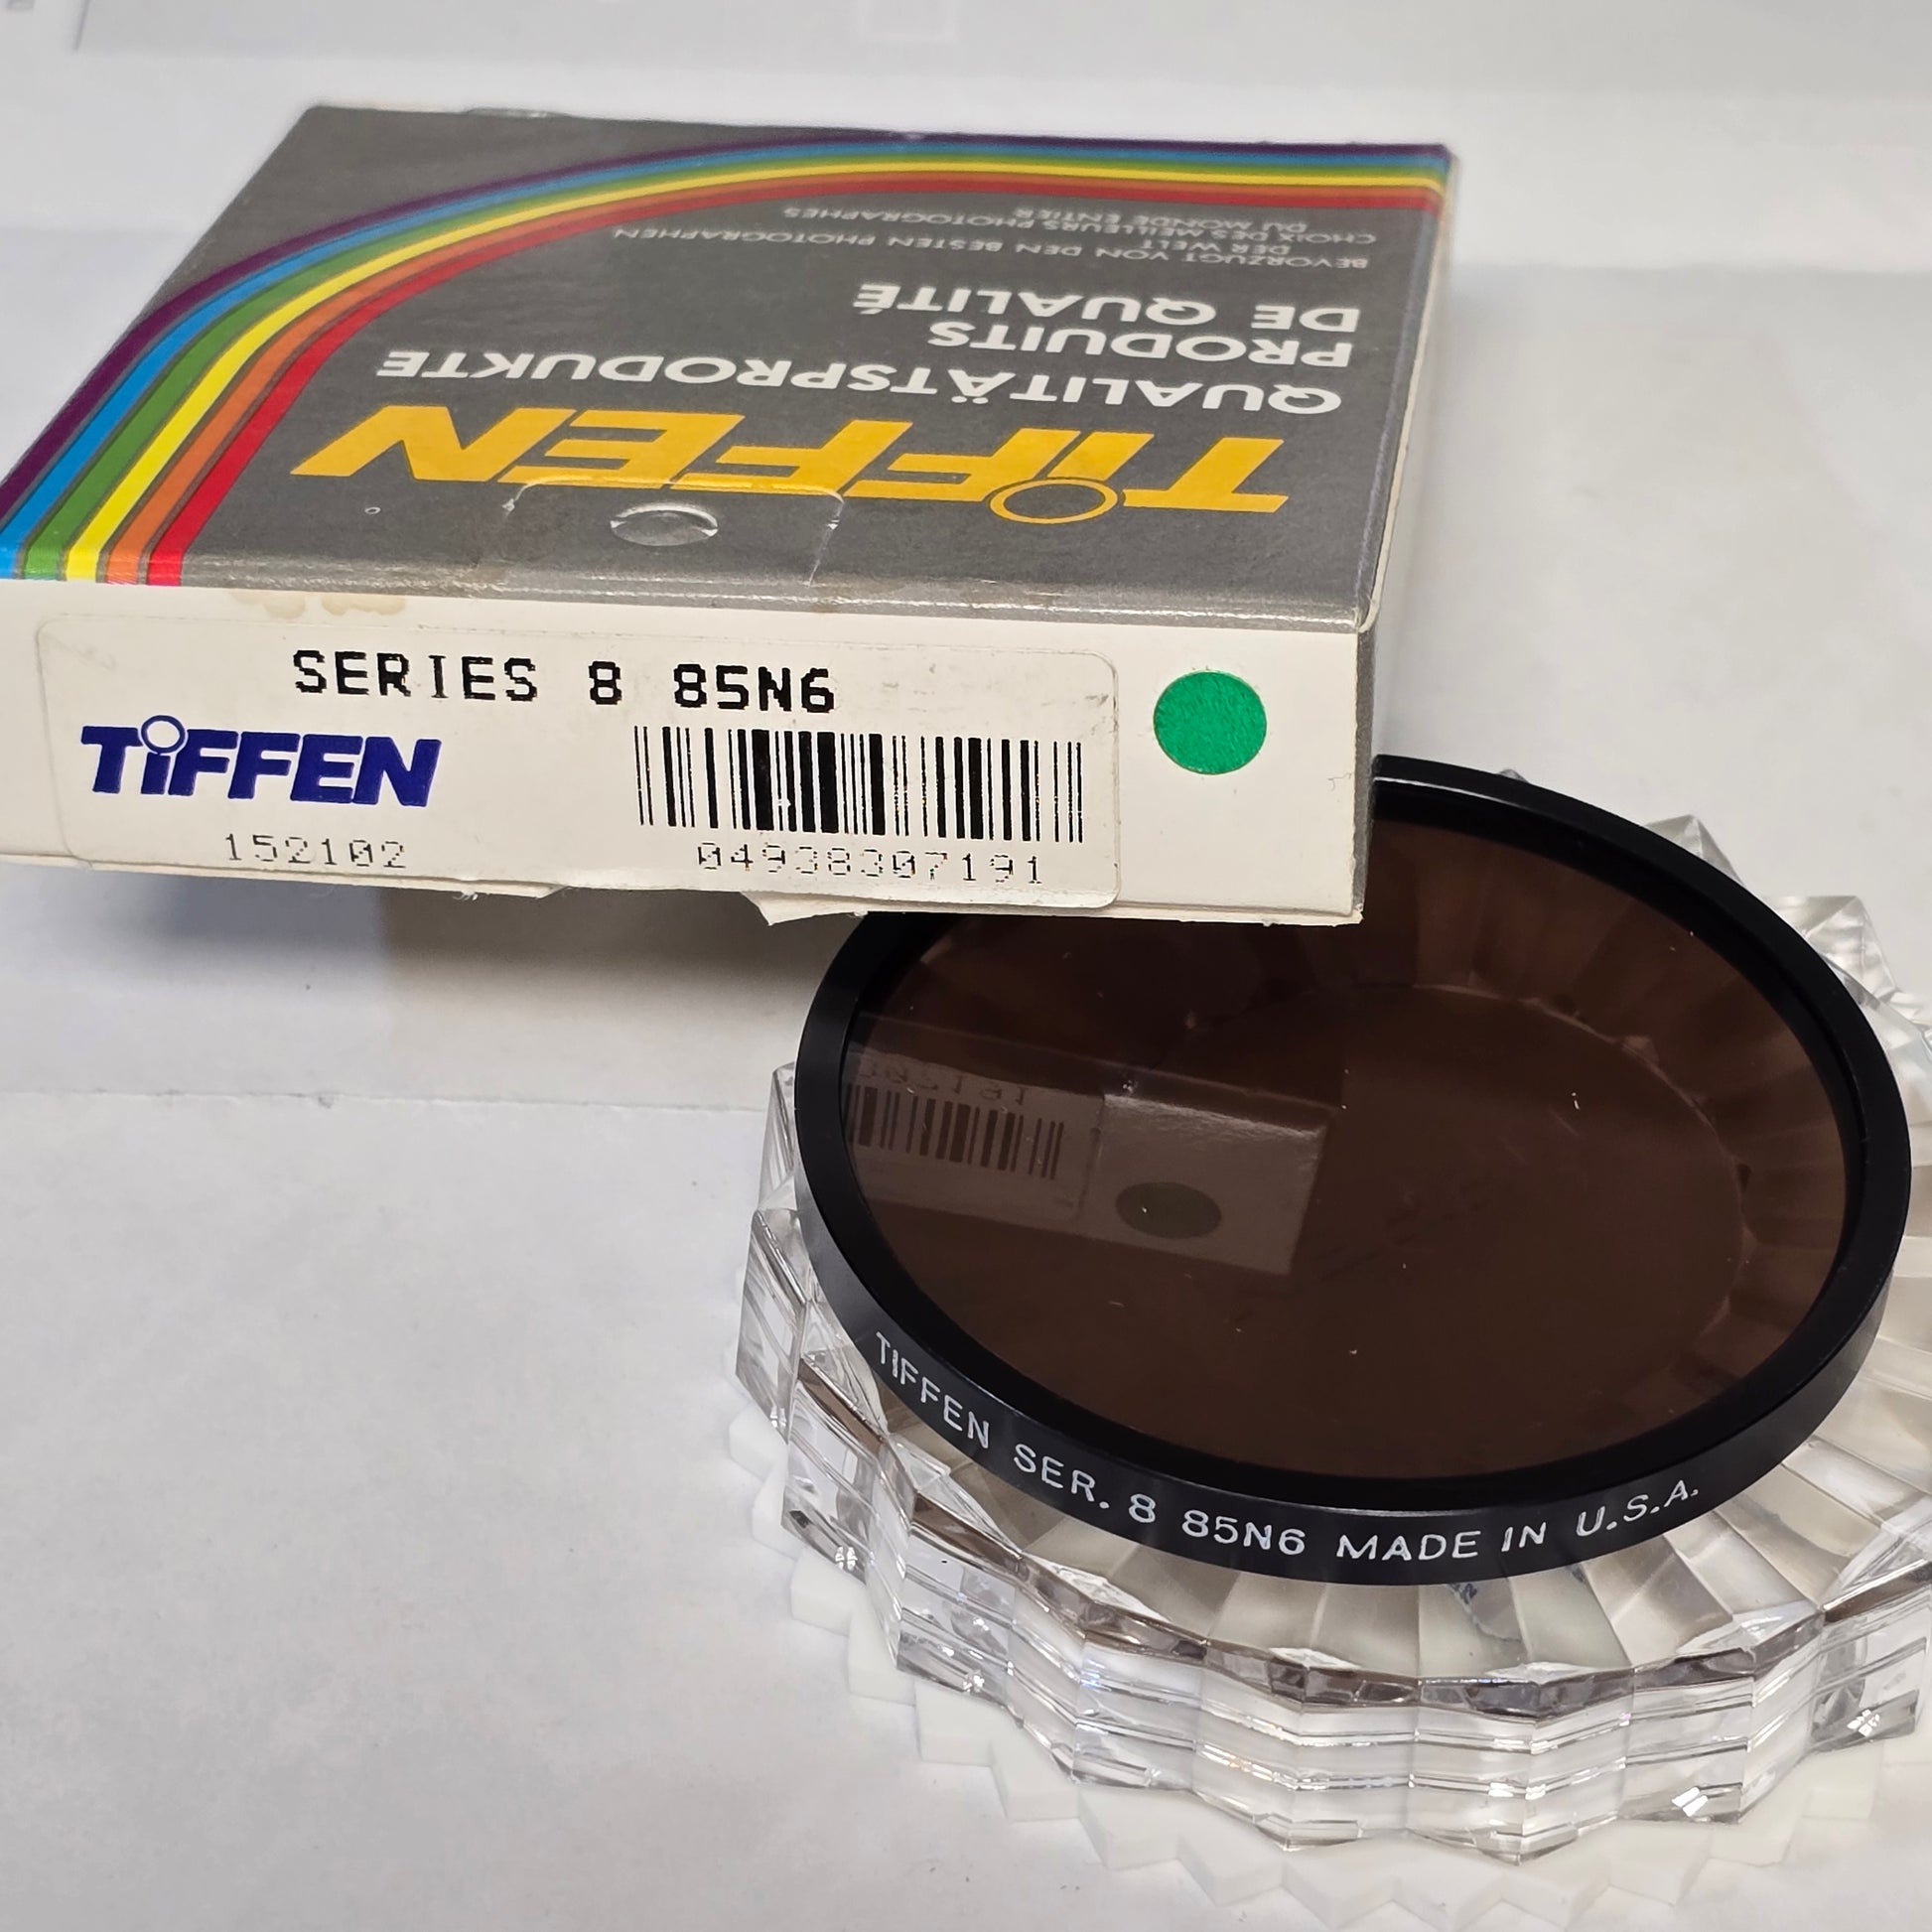 TIFFEN
QUALITÄTSPRODUKTE
PRODUITS
DE QUALITÉ
BEVORZUGT VON DEN BESTEN PHOTOGRAPHEN
DER WELT
CHOIX DES MEILLEURS PHOTOGRAPHES
DU MONDE ENTIER
SERIES 8 85N6
TIFFEN
152102
04938307191
TIFFEN SER. 8 85N6 MADE IN U.S.A.